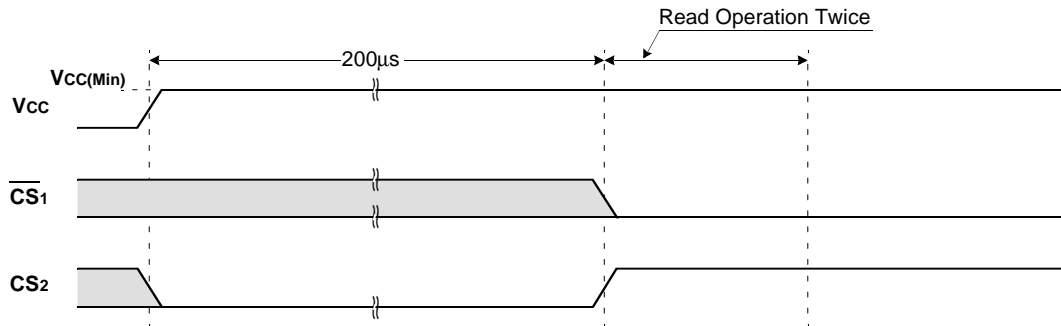 Read Operation Twice
200μs
VCC(Min)
VCC
CS1
CS2